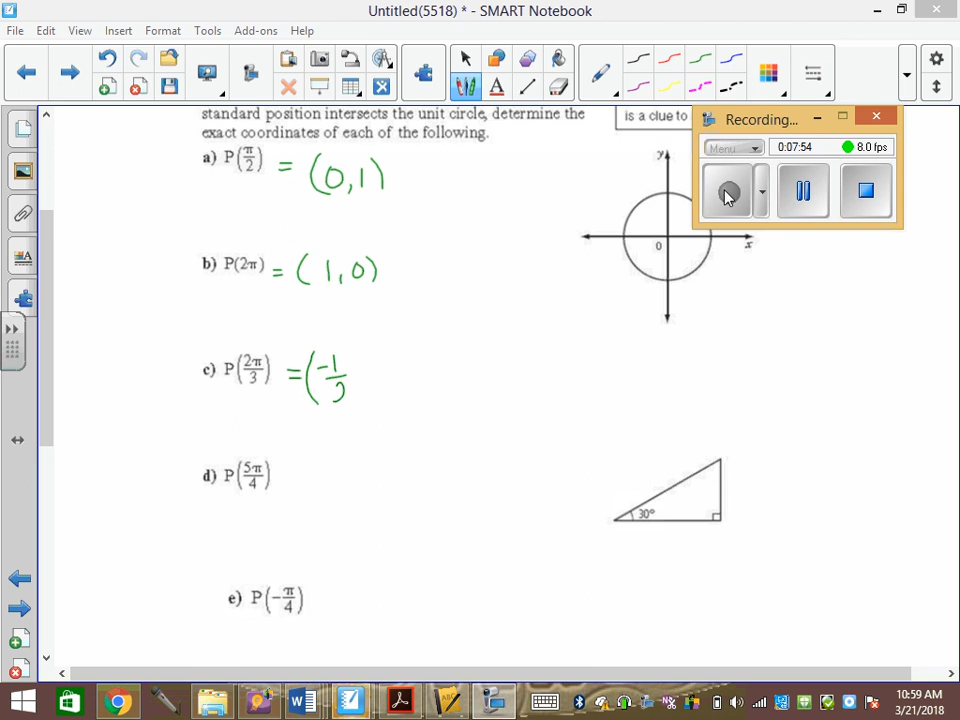 Untitled(5518) * - SMART Notebook
File Edit View Insert Format Tools Add-ons Help
standard position intersects the unit circle, determine the
exact coordinates of each of the following.
is a clue to
Recording...
Menu 0:07:54 8.0 fps
a) P(π/2) = (0,1)
y
0 x
b) P(2π) = (1,0)
c) P(2π/3) = (-1/
d) P(5π/4)
30°
e) P(-π/4)
10:59 AM
3/21/2018